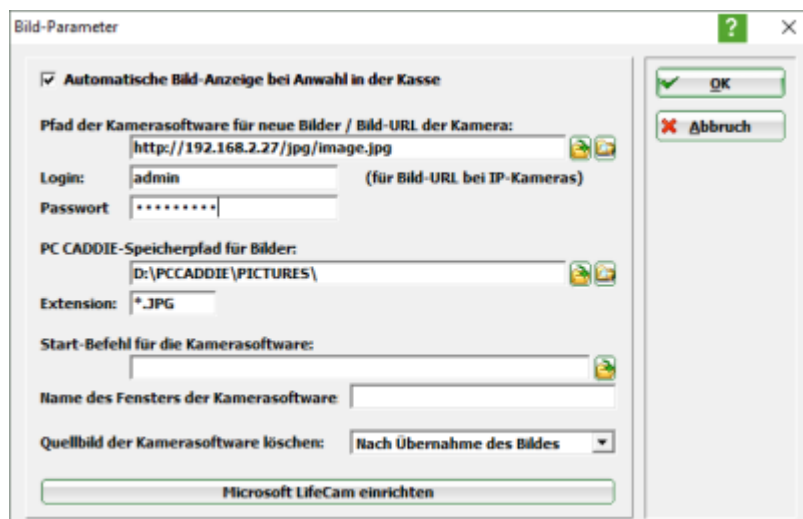 Bild-Parameter
?
Automatische Bild-Anzeige bei Anwahl in der Kasse
OK
Pfad der Kamerasoftware für neue Bilder / Bild-URL der Kamera:
Abbruch
http://192.168.2.27/jpg/image.jpg
Login: admin (für Bild-URL bei IP-Kameras)
Passwort •••••••••
PC CADDIE-Speicherpfad für Bilder:
D:\PCCADDIE\PICTURES\
Extension: *.JPG
Start-Befehl für die Kamerasoftware:
Name des Fensters der Kamerasoftware
Quellbild der Kamerasoftware löschen: Nach Übernahme des Bildes
Microsoft LifeCam einrichten